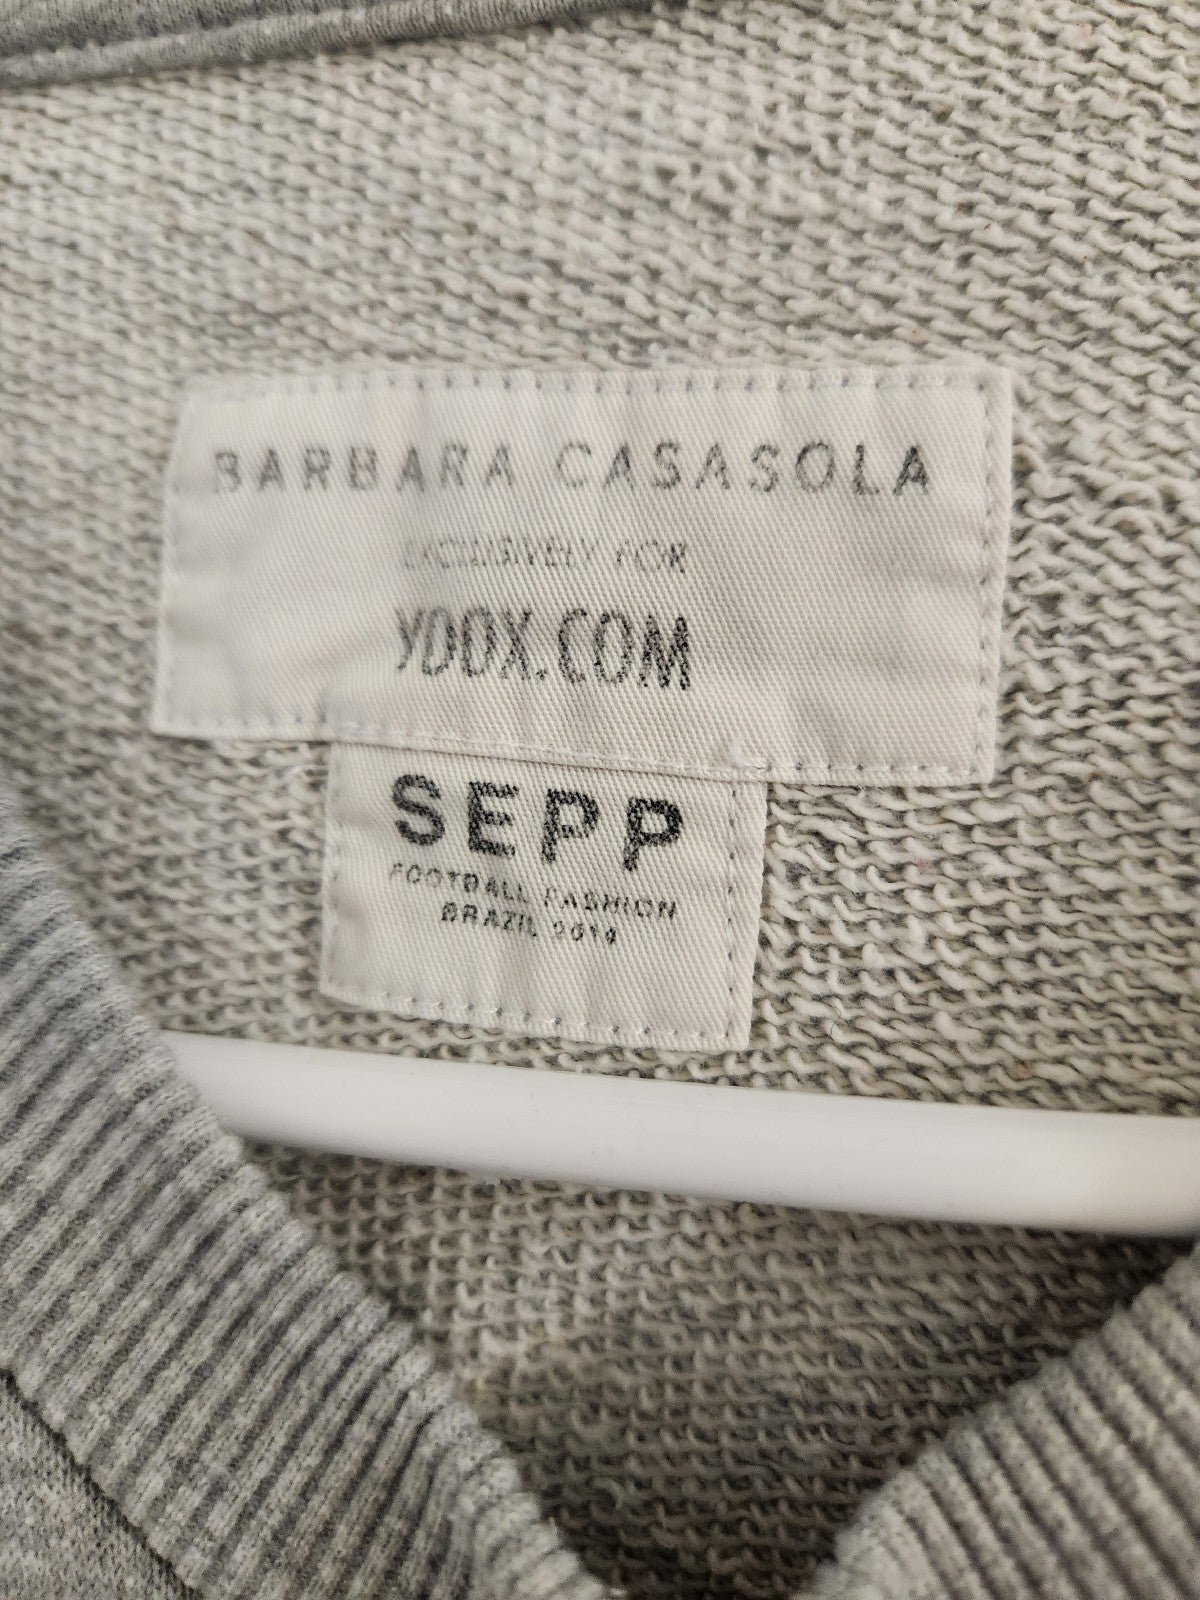 BARBARA CASASOLA
EXCLUSIVELY FOR
YOOX.COM
SEPP
FOOTBALL FASHION
BRAZIL 2014